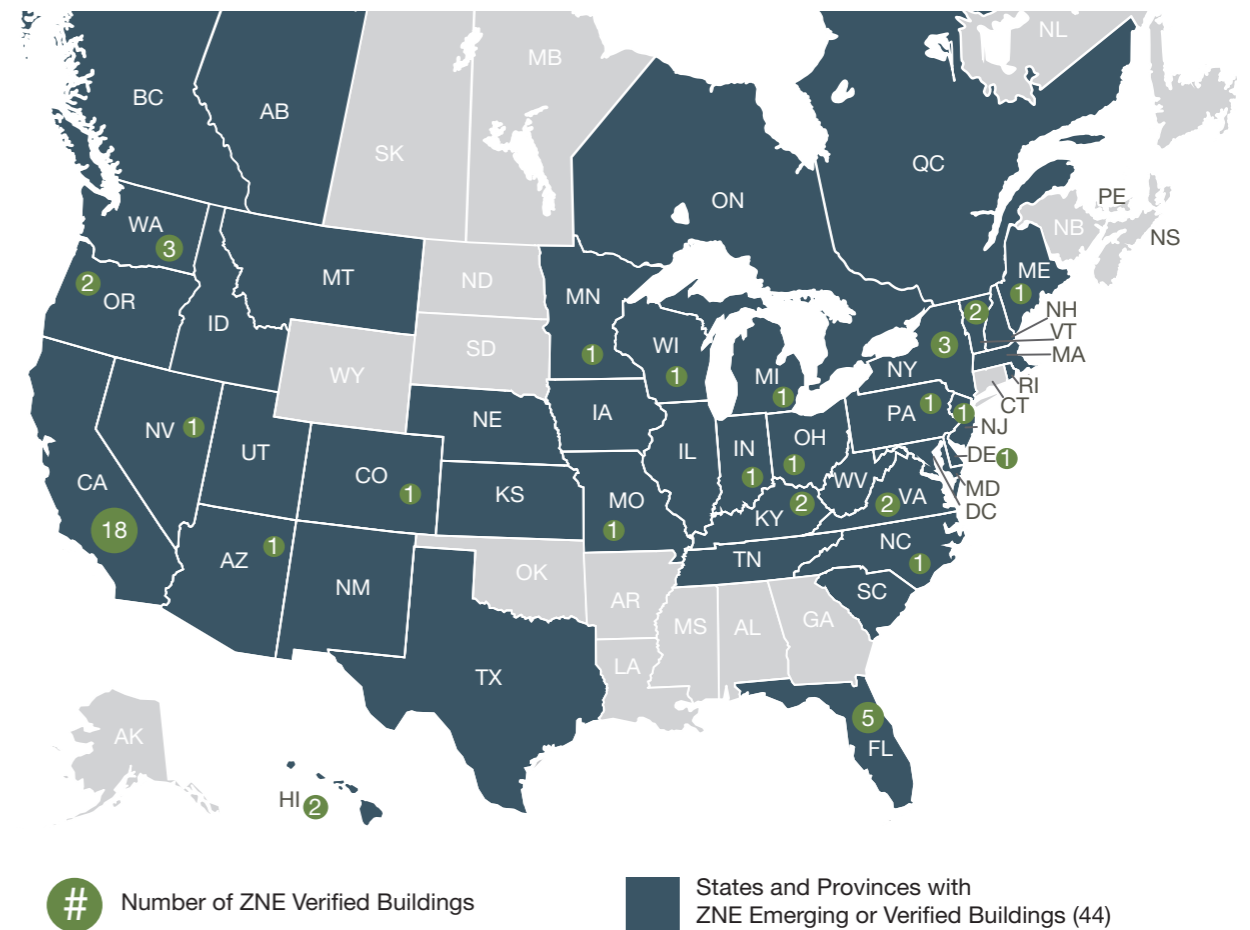 NL
MB
BC
AB
SK
QC
ON
PE
NB
NS
WA
3
2
OR
MT
ND
MN
ME
1
ID
2
NH
VT
MA
SD
1
WI
1
3
NY
WY
MI
1
RI
CT
NE
IA
PA
1
1
NJ
NV
1
UT
CO
1
KS
IL
IN
1
OH
1
DE
1
CA
18
MO
1
WV
KY
2
2
VA
MD
DC
AZ
1
NM
OK
TN
NC
1
AR
SC
MS
AL
GA
TX
LA
5
FL
AK
HI
2
#
Number of ZNE Verified Buildings
States and Provinces with
ZNE Emerging or Verified Buildings (44)